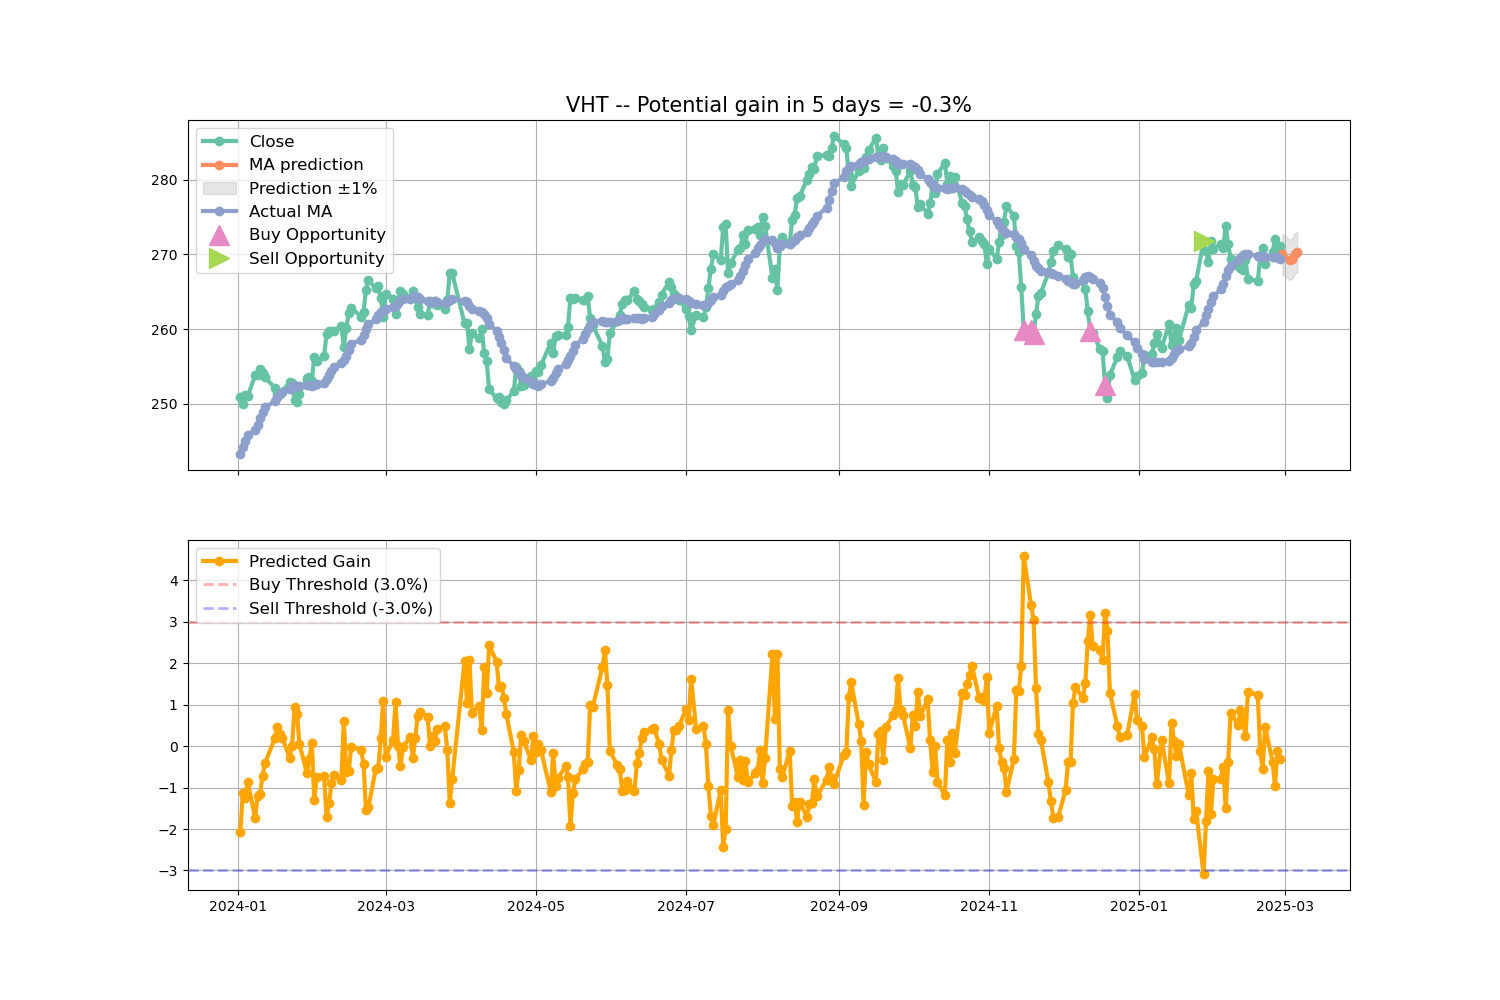 VHT -- Potential gain in 5 days = -0.3%
Close
MA prediction
Prediction ±1%
Actual MA
Buy Opportunity
Sell Opportunity
280
270
260
250
Predicted Gain
Buy Threshold (3.0%)
Sell Threshold (-3.0%)
4
3
2
1
0
−1
−2
−3
2024-01
2024-03
2024-05
2024-07
2024-09
2024-11
2025-01
2025-03